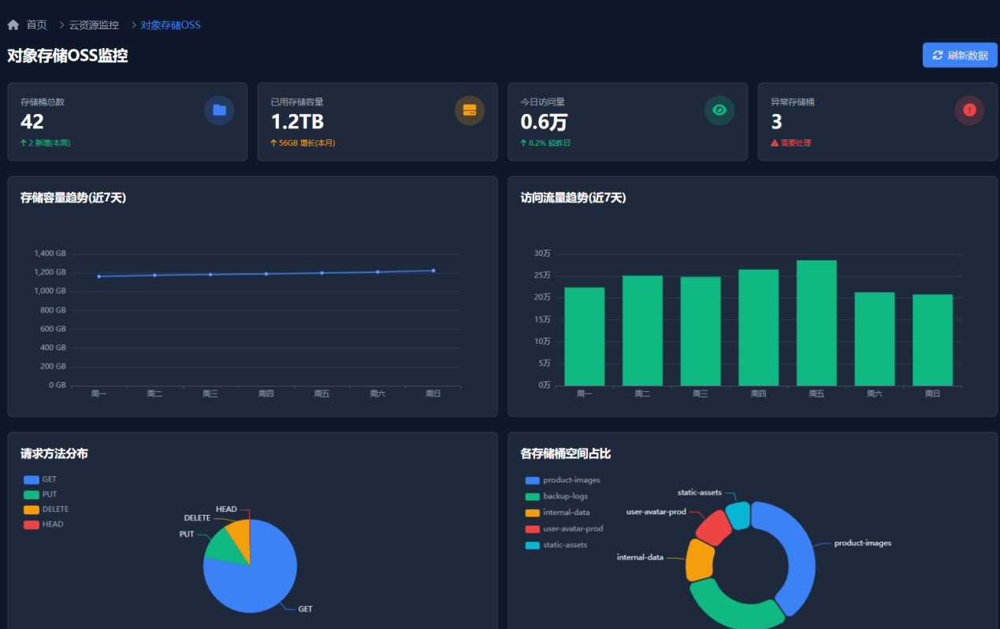 首页 云资源监控 对象存储OSS
对象存储OSS监控
刷新数据
存储桶总数
42
2 新增(本周)
已用存储容量
1.2TB
56GB 增长(本月)
今日访问量
0.6万
8.2% 较昨日
异常存储桶
3
需要处理
存储容量趋势(近7天)
1,400 GB
1,200 GB
1,000 GB
800 GB
600 GB
400 GB
200 GB
0 GB
周一 周二 周三 周四 周五 周六 周日
访问流量趋势(近7天)
30万
25万
20万
15万
10万
5万
0万
周一 周二 周三 周四 周五 周六 周日
请求方法分布
GET
PUT
DELETE
HEAD
HEAD
DELETE
PUT
GET
各存储桶空间占比
product-images
backup-logs
internal-data
user-avatar-prod
static-assets
static-assets
user-avatar-prod
product-images
internal-data